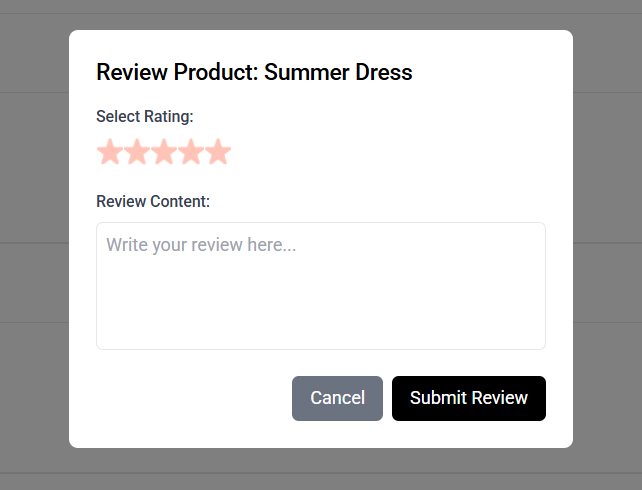 Review Product: Summer Dress
Select Rating:
Review Content:
Write your review here...
Cancel
Submit Review